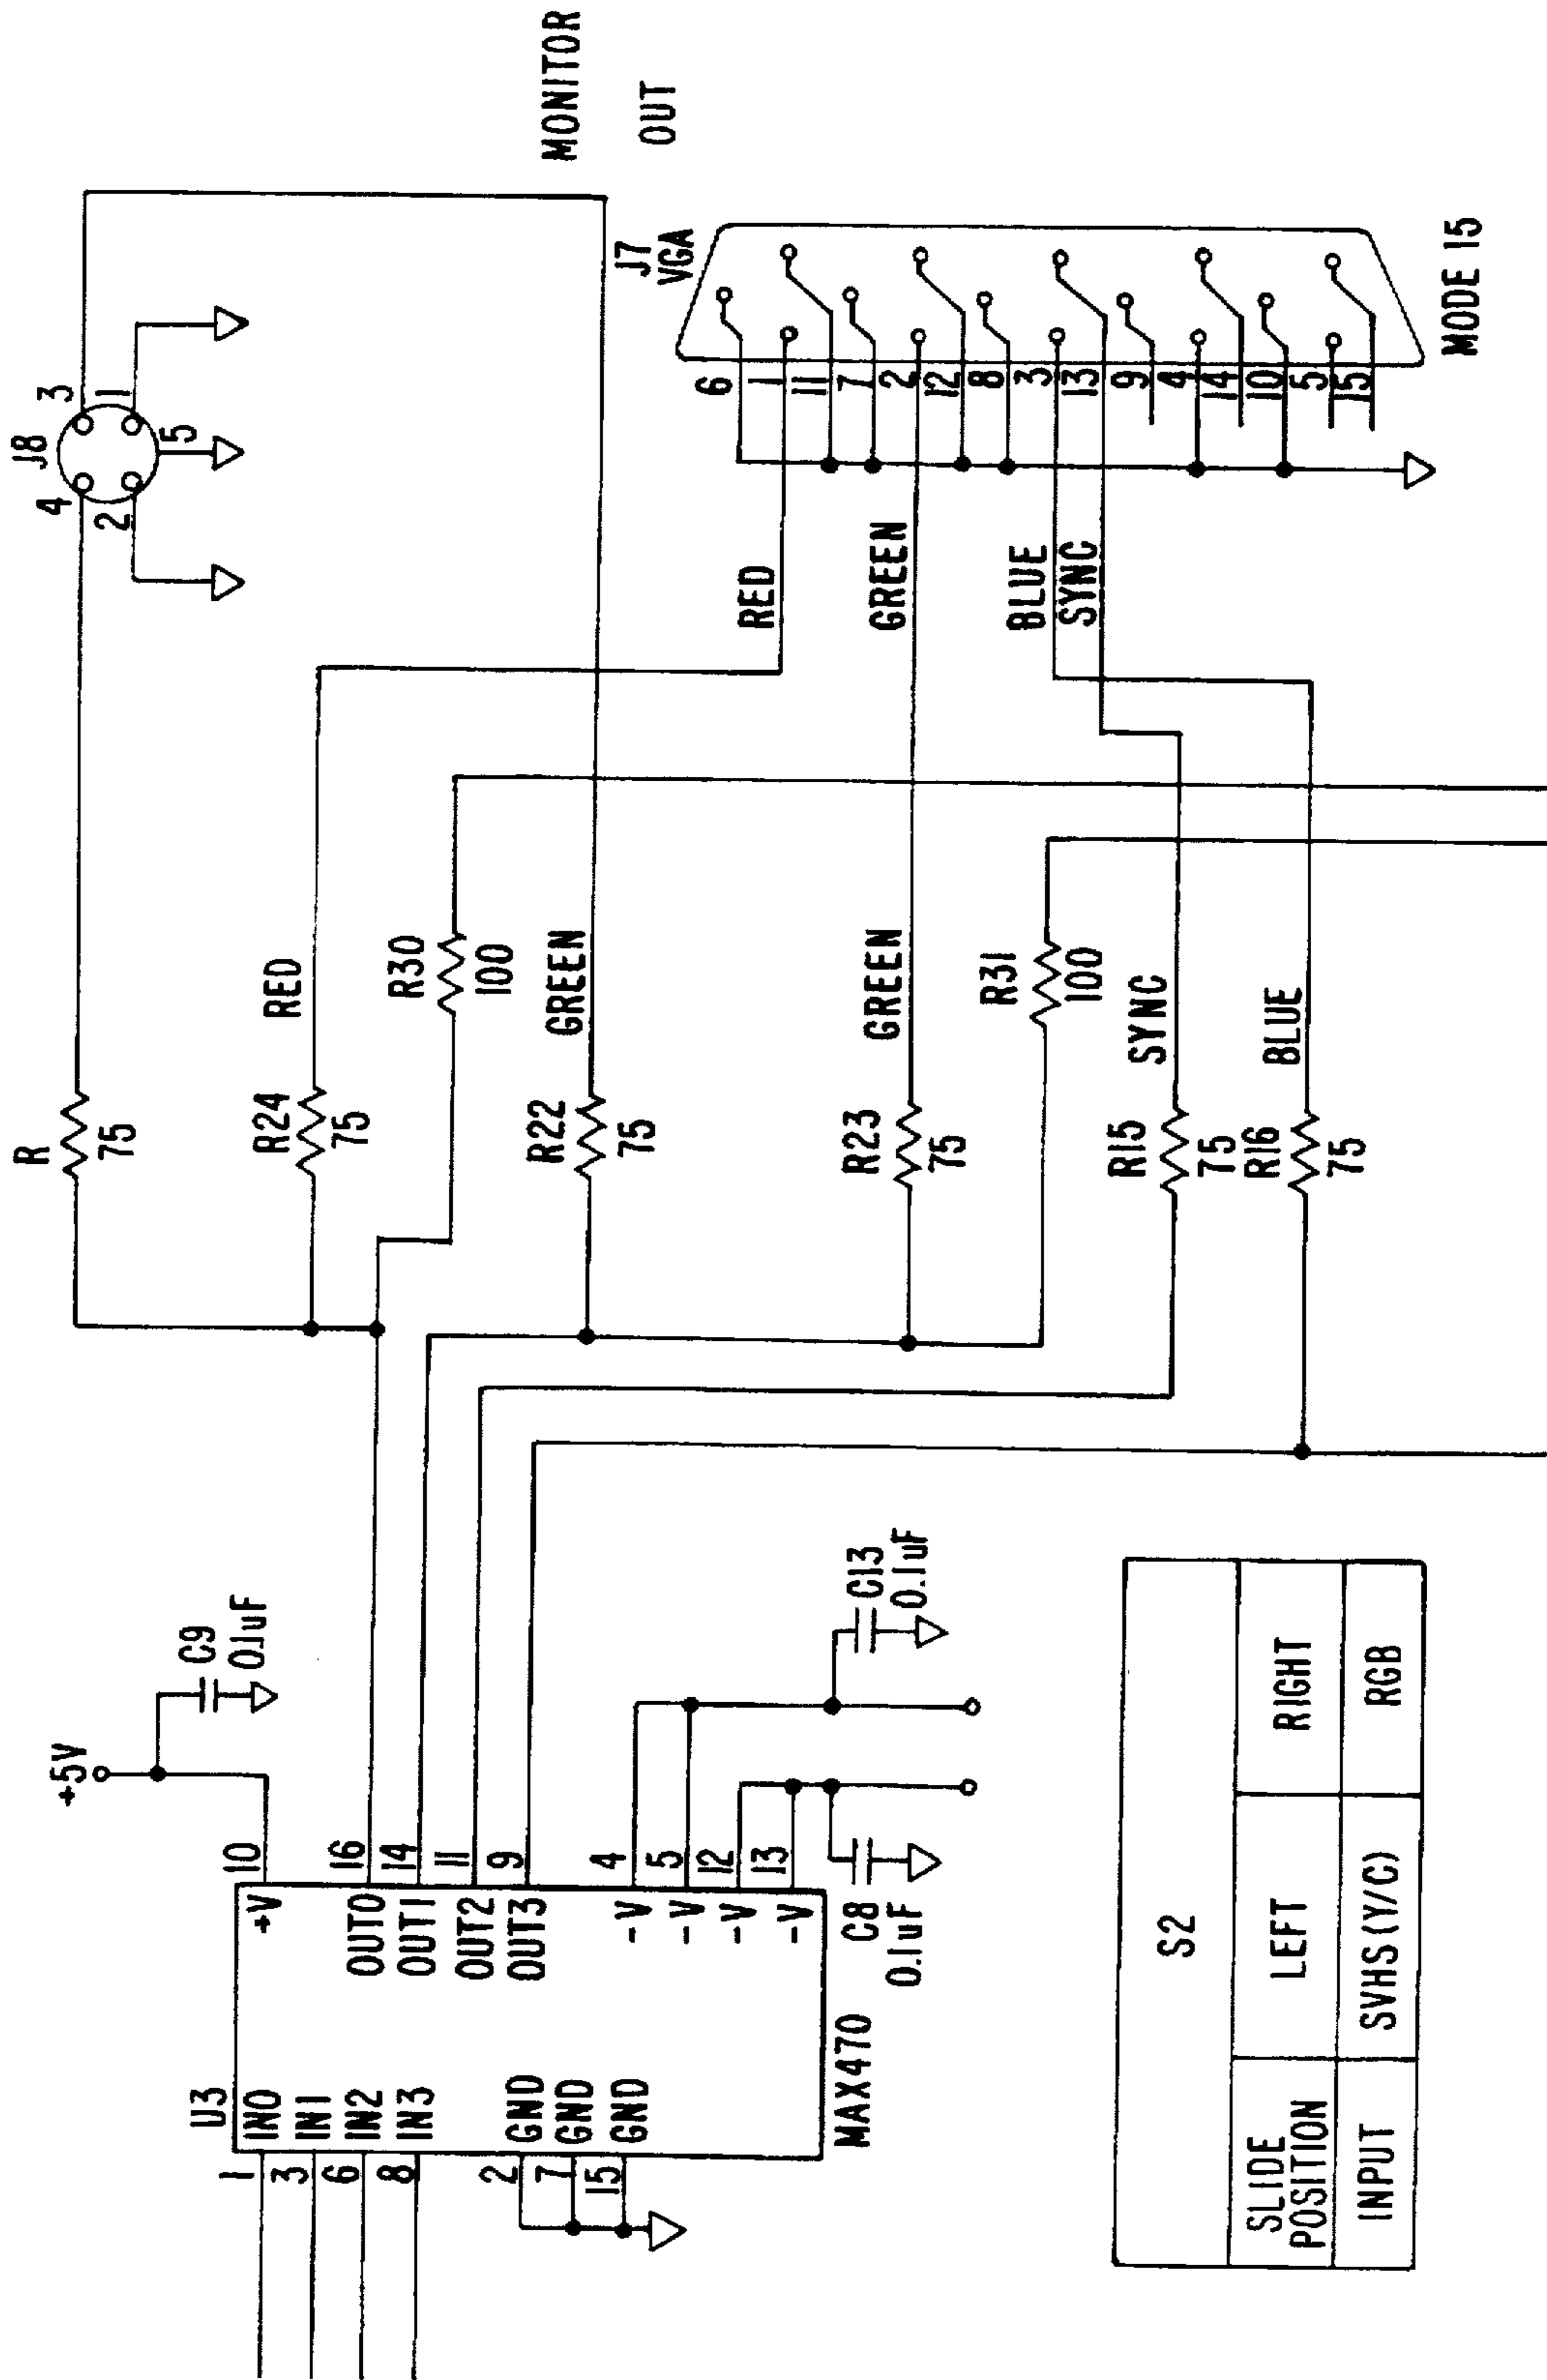 J8
4
3
2
1
5
MONITOR
OUT
R
75
R24
75
RED
R30
100
R22
75
GREEN
R23
75
GREEN
R31
100
R15
75
SYNC
R16
75
BLUE
RED
GREEN
BLUE
SYNC
J7
VGA
6
1
11
7
2
12
8
3
13
9
4
14
10
5
15
MODE 15
+5V
C9
0.1uF
U3
1
IN0
3
IN1
6
IN2
8
IN3
2
GND
7
GND
15
GND
+V
10
OUT0
16
OUT1
14
OUT2
11
OUT3
9
-V
4
-V
5
-V
12
-V
13
MAX470
C8
0.1uF
C13
0.1uF
S2
SLIDE
POSITION
LEFT
RIGHT
INPUT
SVHS (Y/C)
RGB